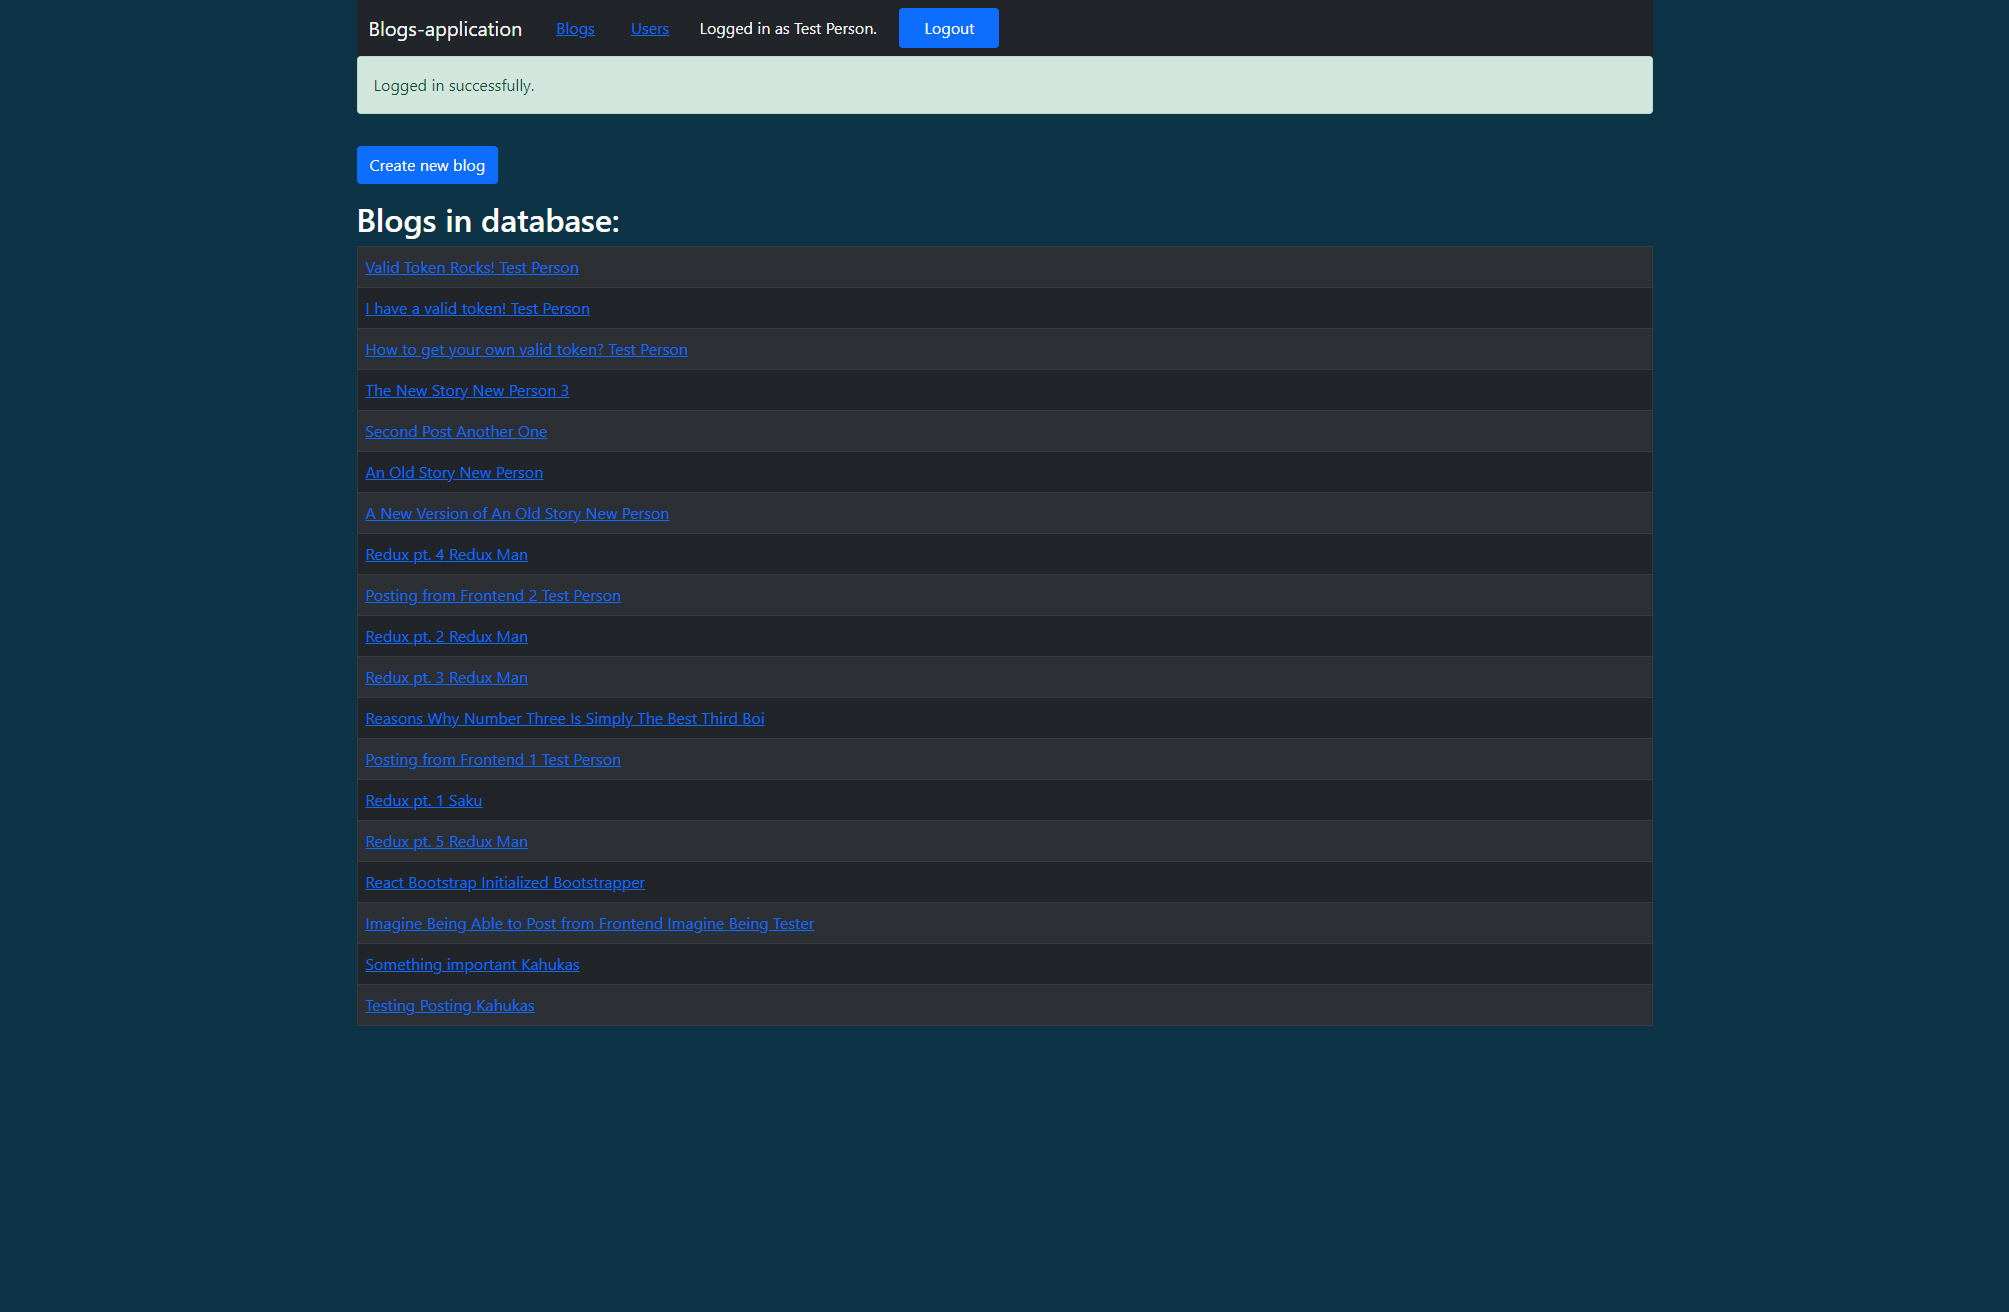 Blogs-application Blogs Users Logged in as Test Person. Logout
Logged in successfully.
Create new blog
Blogs in database:
Valid Token Rocks! Test Person
I have a valid token! Test Person
How to get your own valid token? Test Person
The New Story New Person 3
Second Post Another One
An Old Story New Person
A New Version of An Old Story New Person
Redux pt. 4 Redux Man
Posting from Frontend 2 Test Person
Redux pt. 2 Redux Man
Redux pt. 3 Redux Man
Reasons Why Number Three Is Simply The Best Third Boi
Posting from Frontend 1 Test Person
Redux pt. 1 Saku
Redux pt. 5 Redux Man
React Bootstrap Initialized Bootstrapper
Imagine Being Able to Post from Frontend Imagine Being Tester
Something important Kahukas
Testing Posting Kahukas